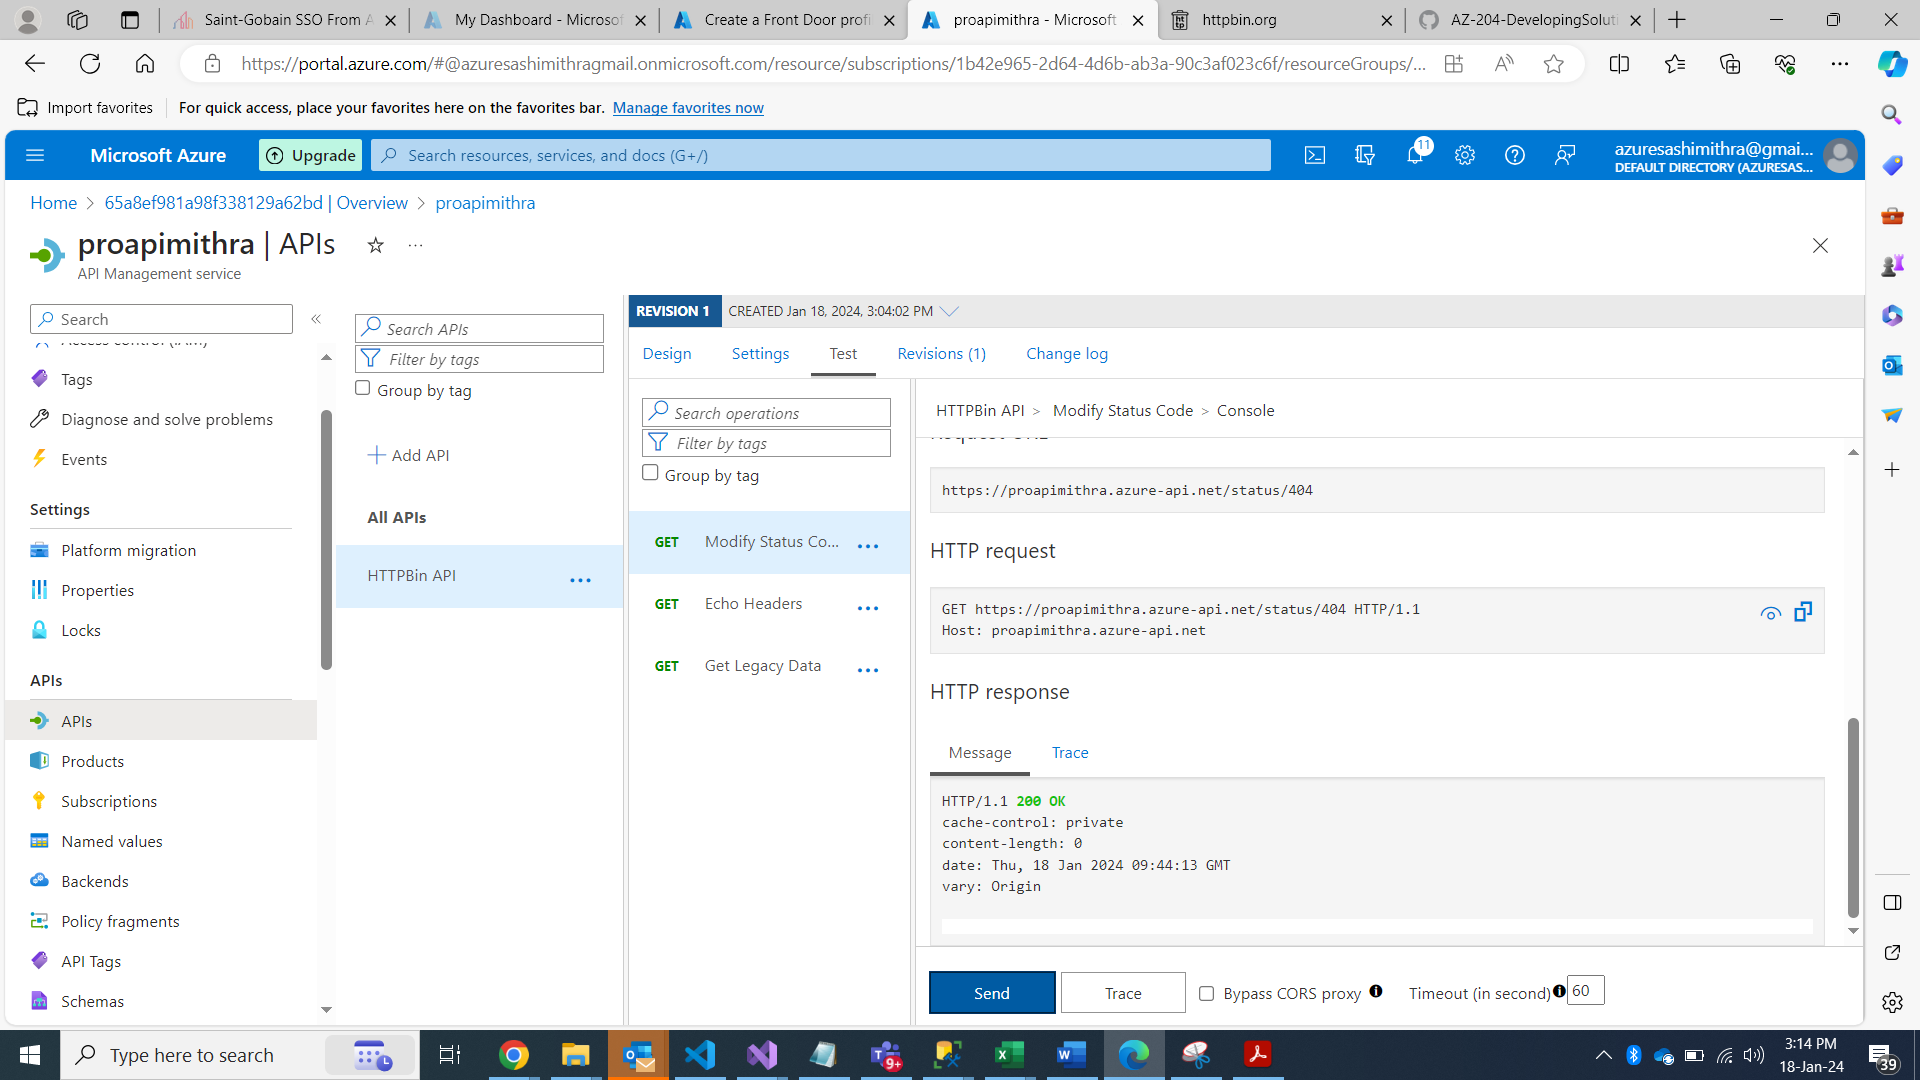 Saint-Gobain SSO From A
My Dashboard - Microsof
Create a Front Door profi
proapimithra - Microsoft
httpbin.org
AZ-204-DevelopingSoluti
https://portal.azure.com/#@azuresashimithragmail.onmicrosoft.com/resource/subscriptions/1b42e965-2d64-4d6b-ab3a-90c3af023c6f/resourceGroups/...
Import favorites
For quick access, place your favorites here on the favorites bar. Manage favorites now
Microsoft Azure
Upgrade
Search resources, services, and docs (G+/)
11
azuresashimithra@gmai...
DEFAULT DIRECTORY (AZURESAS...
Home > 65a8ef981a98f338129a62bd | Overview > proapimithra
proapimithra | APIs
API Management service
Search
Access control (IAM)
Tags
Diagnose and solve problems
Events
Settings
Platform migration
Properties
Locks
APIs
APIs
Products
Subscriptions
Named values
Backends
Policy fragments
API Tags
Schemas
Search APIs
Filter by tags
Group by tag
Add API
All APIs
HTTPBin API
REVISION 1
CREATED Jan 18, 2024, 3:04:02 PM
Design
Settings
Test
Revisions (1)
Change log
Search operations
Filter by tags
Group by tag
GET Modify Status Co...
GET Echo Headers
GET Get Legacy Data
HTTPBin API > Modify Status Code > Console
Request URL
https://proapimithra.azure-api.net/status/404
HTTP request
GET https://proapimithra.azure-api.net/status/404 HTTP/1.1
Host: proapimithra.azure-api.net
HTTP response
Message
Trace
HTTP/1.1 200 OK
cache-control: private
content-length: 0
date: Thu, 18 Jan 2024 09:44:13 GMT
vary: Origin
Send
Trace
Bypass CORS proxy
Timeout (in second)
60
Type here to search
9+
3:14 PM
18-Jan-24
39